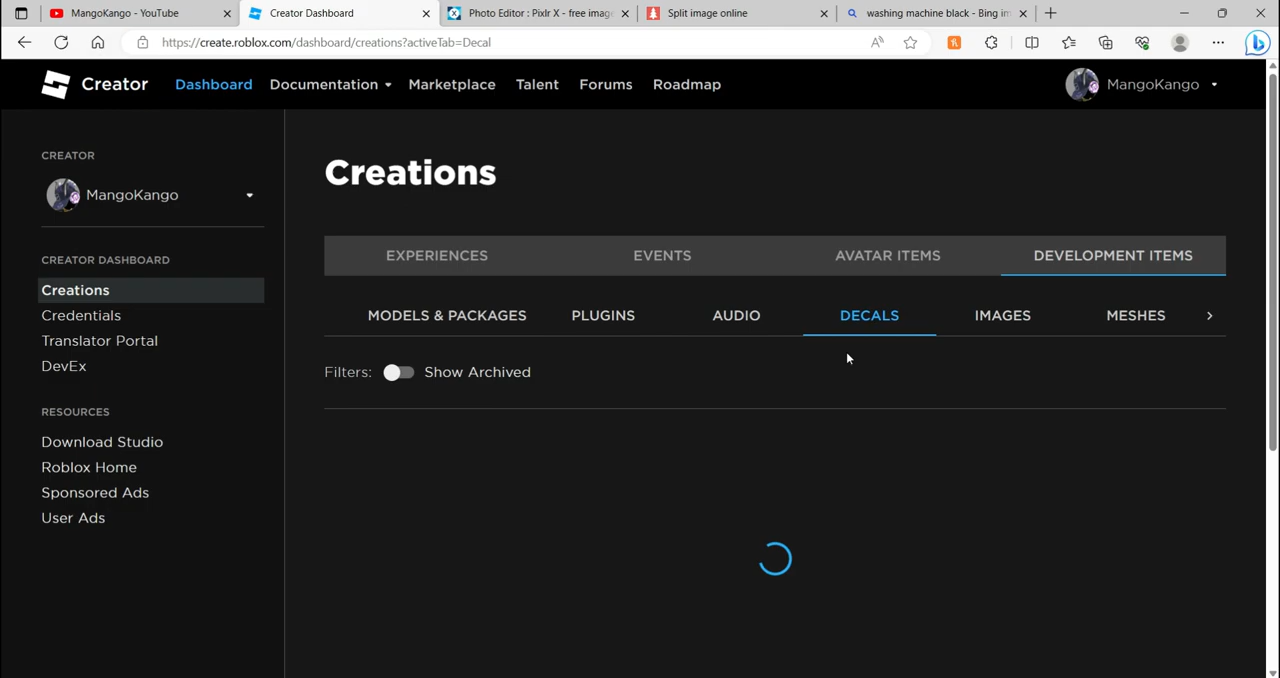 MangoKango - YouTube
Creator Dashboard
Photo Editor : Pixlr X - free imag
Split image online
washing machine black - Bing im
https://create.roblox.com/dashboard/creations?activeTab=Decal
Creator
Dashboard
Documentation
Marketplace
Talent
Forums
Roadmap
MangoKango
CREATOR
MangoKango
CREATOR DASHBOARD
Creations
Credentials
Translator Portal
DevEx
RESOURCES
Download Studio
Roblox Home
Sponsored Ads
User Ads
Creations
EXPERIENCES
EVENTS
AVATAR ITEMS
DEVELOPMENT ITEMS
MODELS & PACKAGES
PLUGINS
AUDIO
DECALS
IMAGES
MESHES
Filters:
Show Archived